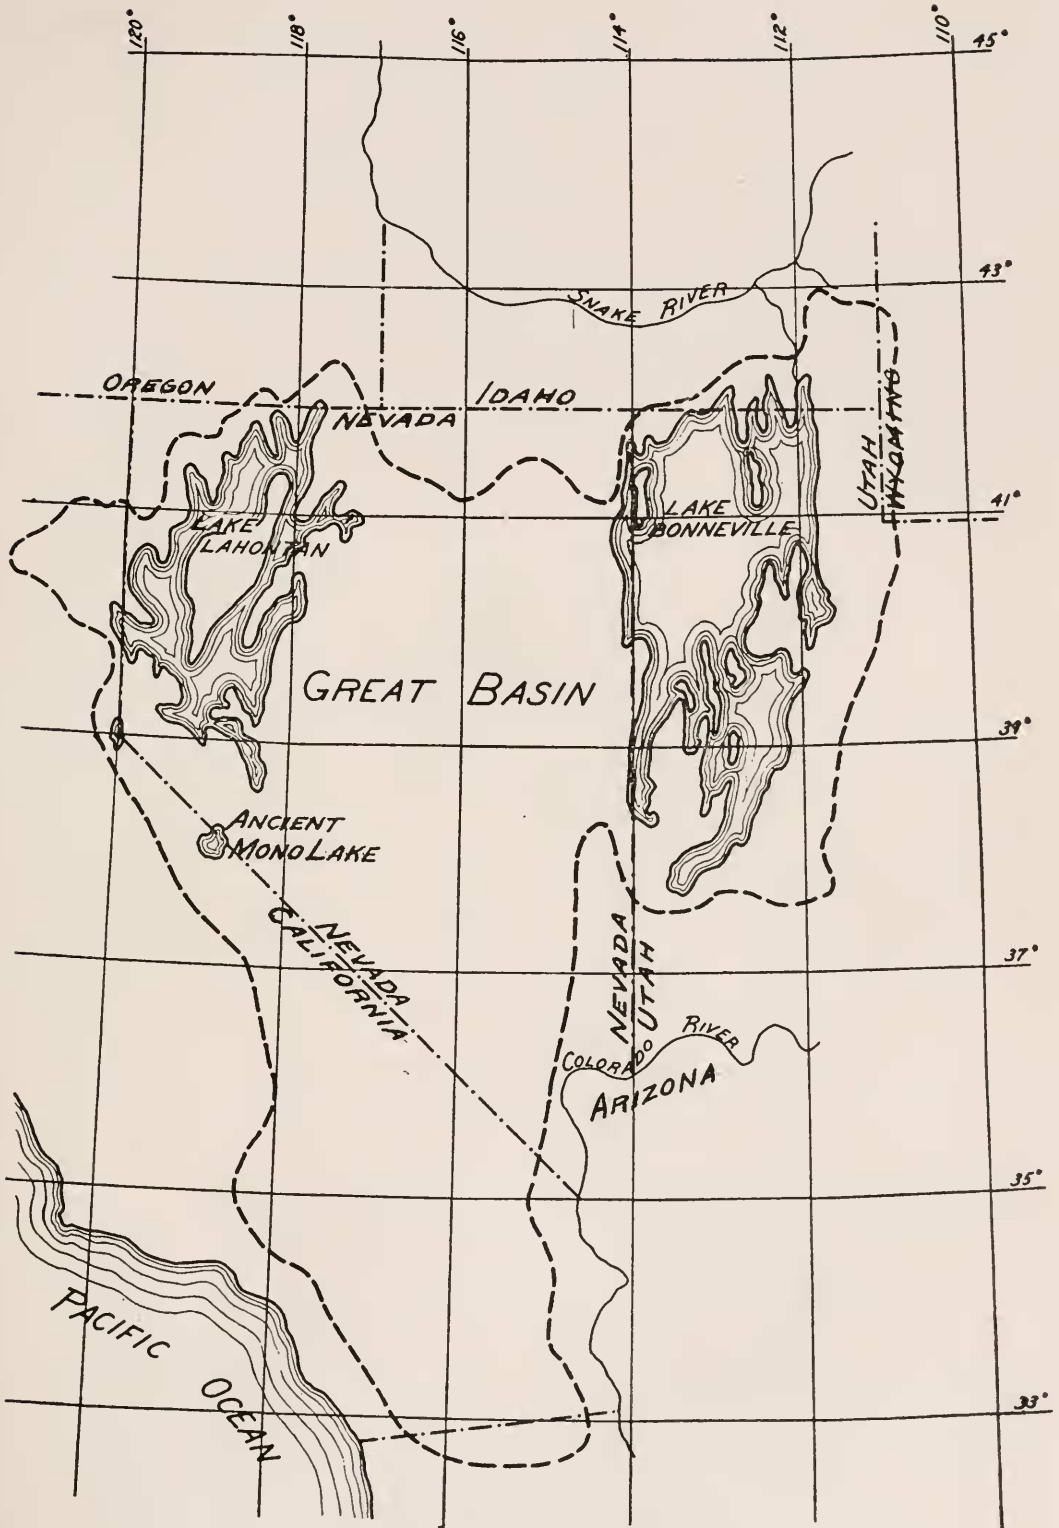 120° 118° 116° 114° 112° 110°
45°
43°
SNAKE RIVER
OREGON
IDAHO
NEVADA
UTAH
WYOMING
41°
LAKE
LAHONTAN
LAKE
BONNEVILLE
GREAT BASIN
39°
ANCIENT
MONO LAKE
NEVADA
CALIFORNIA
NEVADA
UTAH
37°
COLORADO RIVER
ARIZONA
35°
PACIFIC
OCEAN
33°